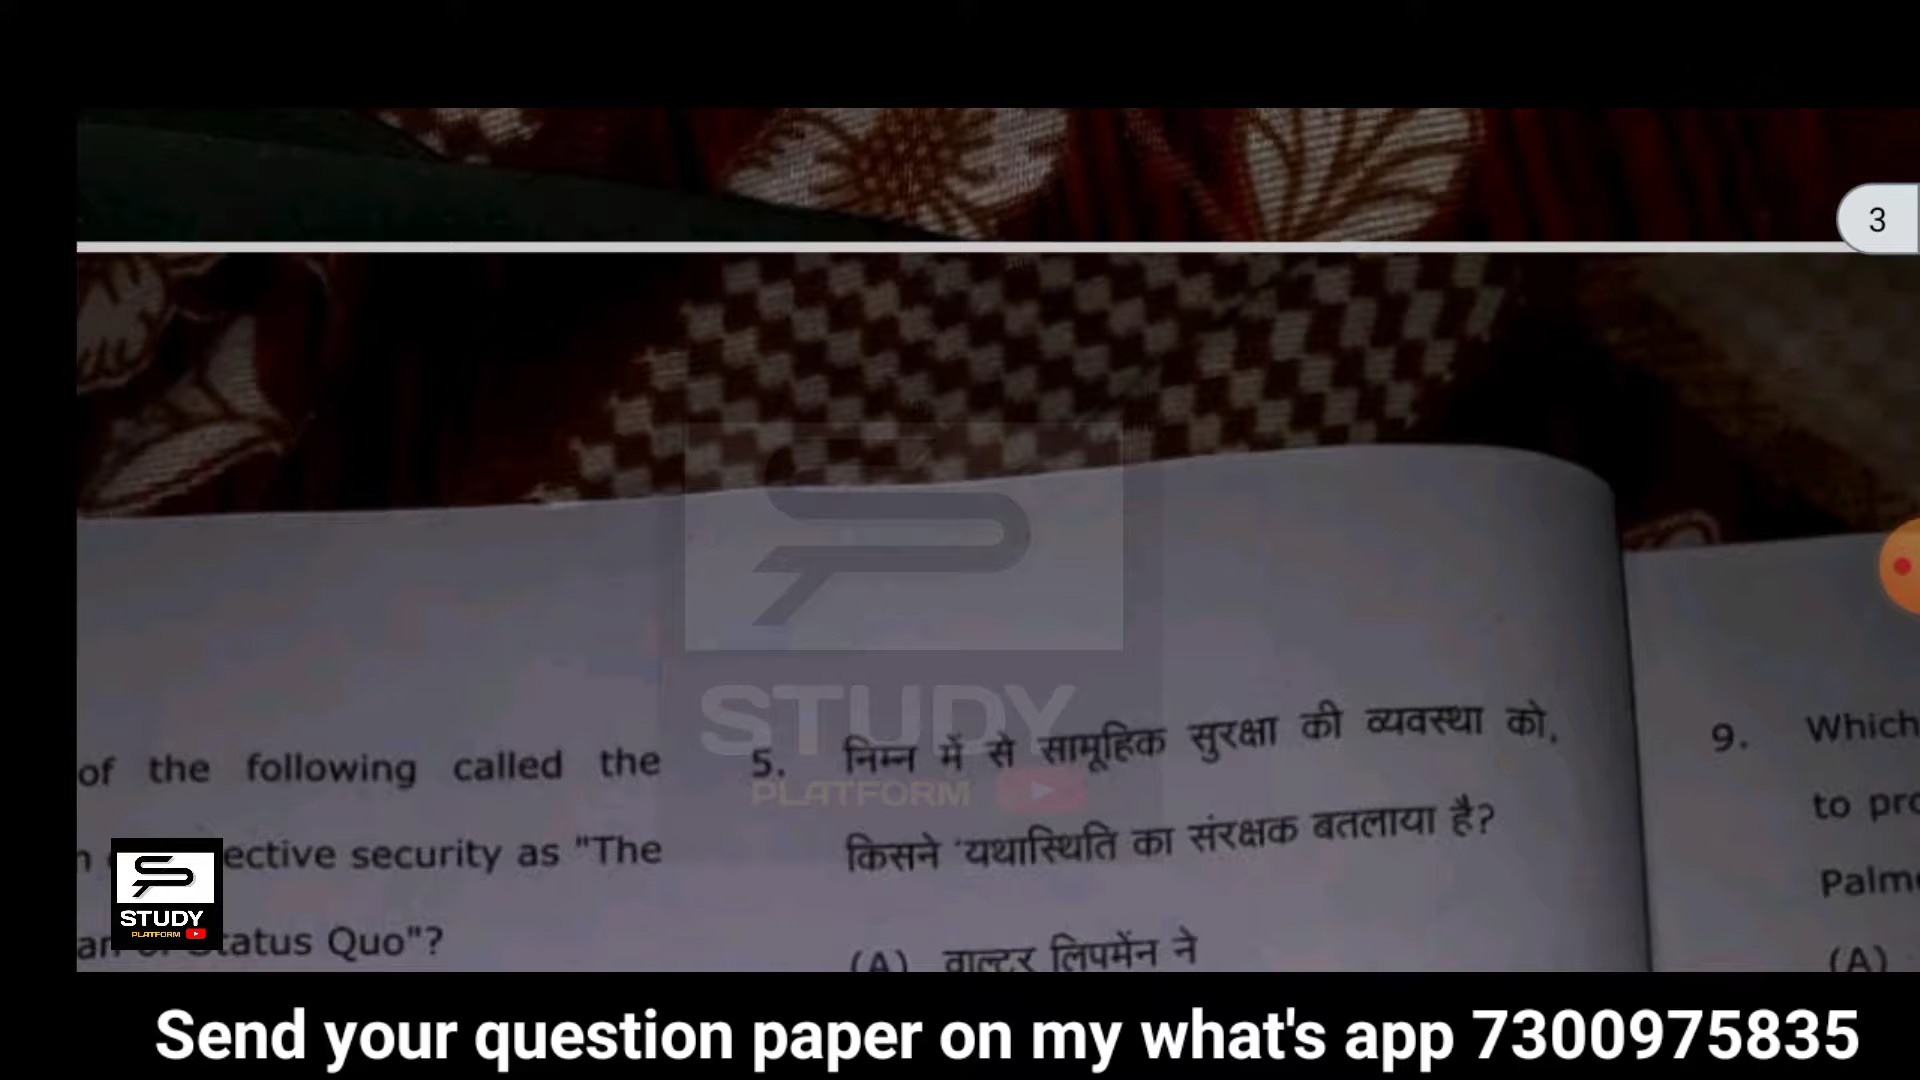 3
of the following called the
ective security as "The
tatus Quo"?
5. निम्न में से सामूहिक सुरक्षा की व्यवस्था को,
किसने 'यथास्थिति का संरक्षक बतलाया है?
(A) वाल्टर लिपमेंन ने
9. Which
to pro
Palme
(A)
STUDY
PLATFORM
STUDY
PLATFORM
Send your question paper on my what's app 7300975835